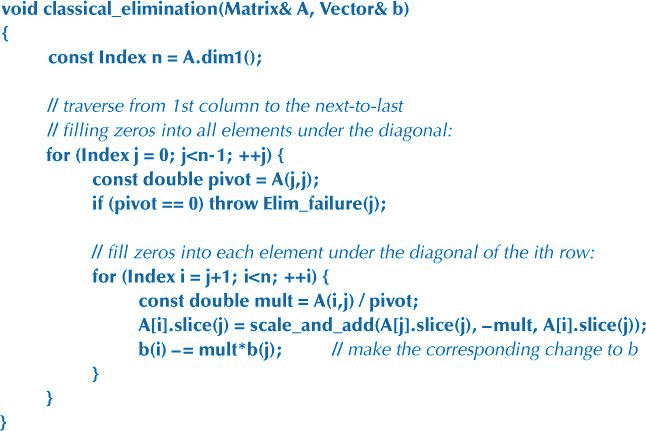 void classical_elimination(Matrix& A, Vector& b)
{
const Index n = A.dim1();
// traverse from 1st column to the next-to-last
// filling zeros into all elements under the diagonal:
for (Index j = 0; j<n-1; ++j) {
const double pivot = A(j,j);
if (pivot == 0) throw Elim_failure(j);
// fill zeros into each element under the diagonal of the ith row:
for (Index i = j+1; i<n; ++i) {
const double mult = A(i,j) / pivot;
A[i].slice(j) = scale_and_add(A[j].slice(j), –mult, A[i].slice(j));
b(i) –= mult*b(j); // make the corresponding change to b
}
}
}